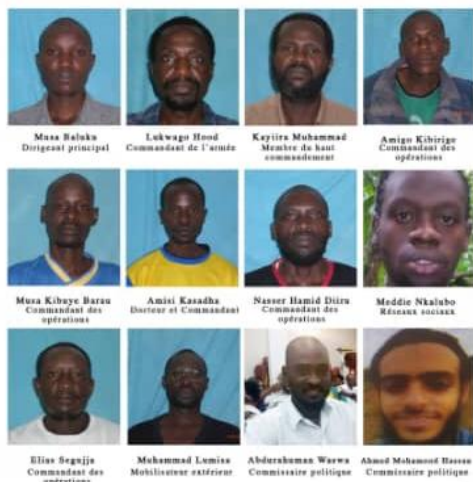 Musa Baluku
Dirigeant principal
Lukwago Hood
Commandant de l'armée
Kayiira Muhammad
Membre du haut
commandement
Amigo Kibirige
Commandant des
opérations
Musa Kibuye Barau
Commandant des
opérations
Amisi Kasadha
Docteur et Commandant
Nasser Hamid Diiru
Commandant des
opérations
Meddie Nkalubo
Réseaux sociaux
Elias Segujja
Commandant des
opérations
Muhammad Lumisa
Mobilisateur extérieur
Abdurahuman Waswa
Commissaire politique
Ahmed Mohamood Hassan
Commissaire politique